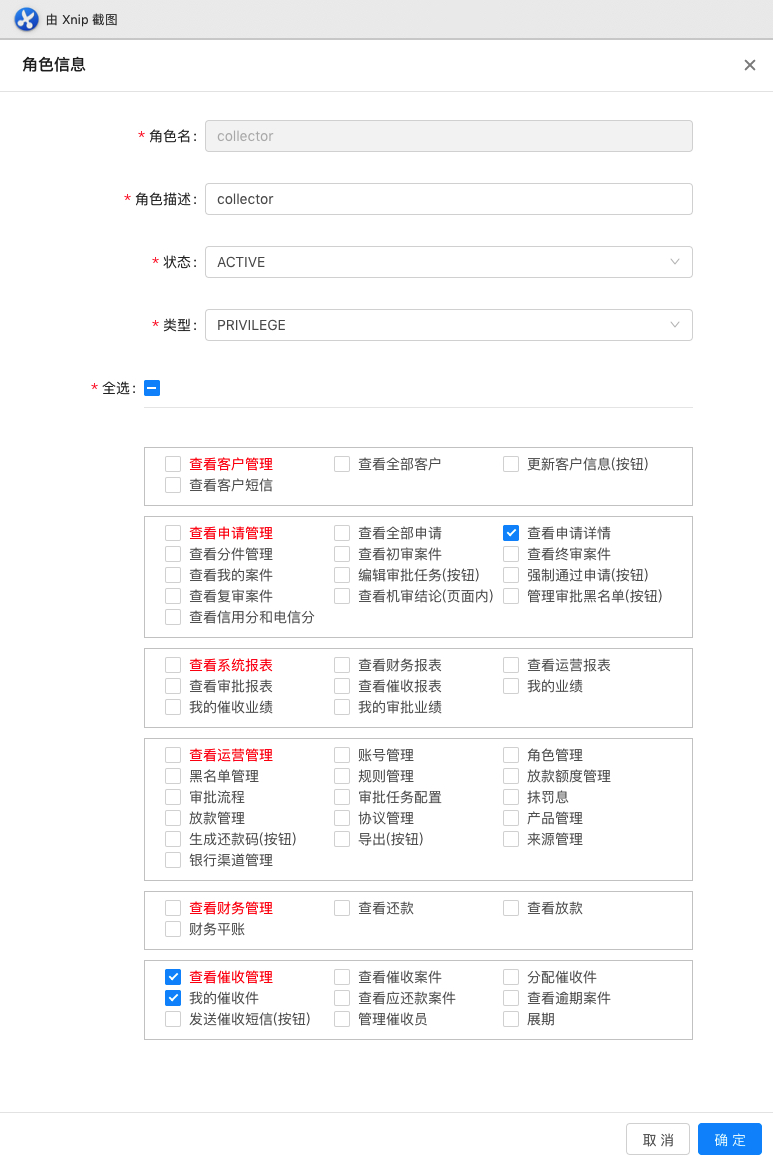 由 Xnip 截图
角色信息
* 角色名: collector
* 角色描述: collector
* 状态: ACTIVE
* 类型: PRIVILEGE
* 全选:
查看客户管理 查看全部客户 更新客户信息(按钮)
查看客户短信
查看申请管理 查看全部申请 查看申请详情
查看分件管理 查看初审案件 查看终审案件
查看我的案件 编辑审批任务(按钮) 强制通过申请(按钮)
查看复审案件 查看机审结论(页面内) 管理审批黑名单(按钮)
查看信用分和电信分
查看系统报表 查看财务报表 查看运营报表
查看审批报表 查看催收报表 我的业绩
我的催收业绩 我的审批业绩
查看运营管理 账号管理 角色管理
黑名单管理 规则管理 放款额度管理
审批流程 审批任务配置 抹罚息
放款管理 协议管理 产品管理
生成还款码(按钮) 导出(按钮) 来源管理
银行渠道管理
查看财务管理 查看还款 查看放款
财务平账
查看催收管理 查看催收案件 分配催收件
我的催收件 查看应还款案件 查看逾期案件
发送催收短信(按钮) 管理催收员 展期
取 消 确 定